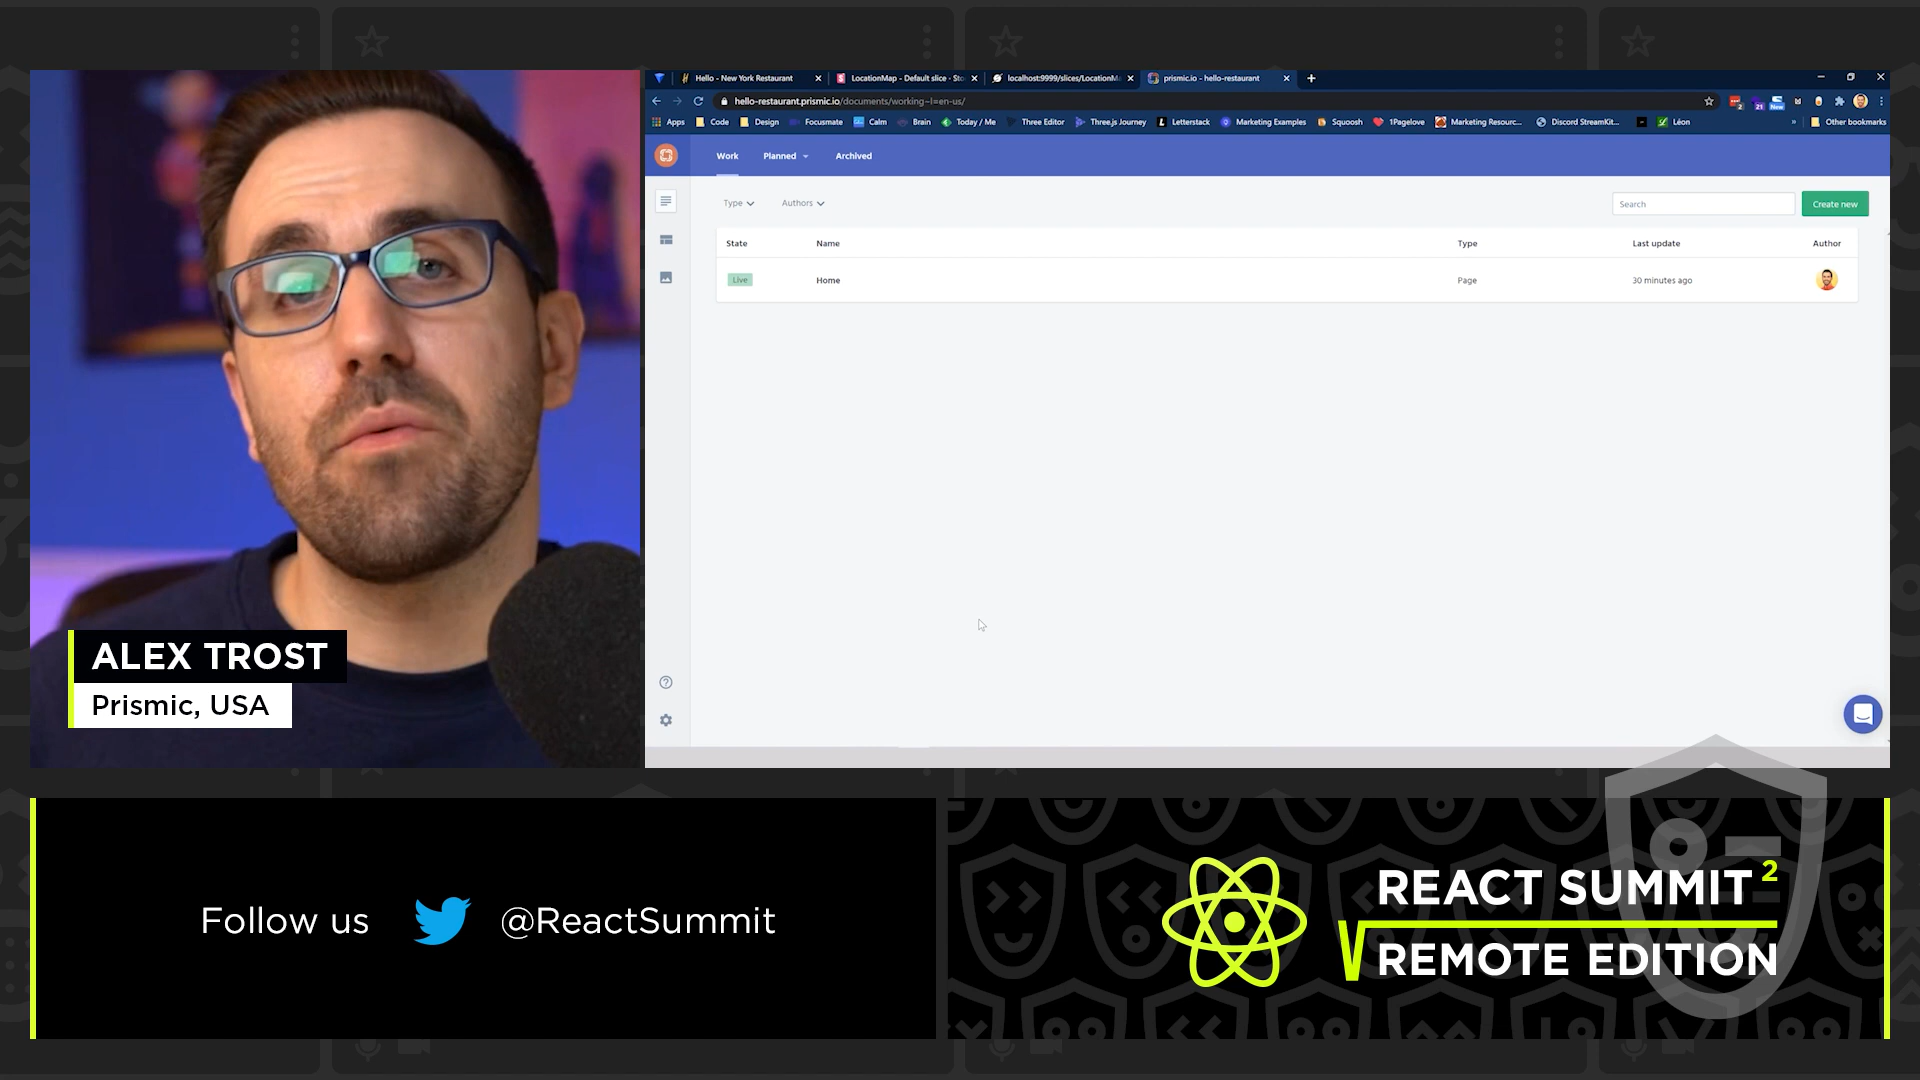 Hello - New York Restaurant
LocationMap - Default slice - Sto
localhost:9999/slices/LocationM
prismic.io - hello-restaurant
hello-restaurant.prismic.io/documents/working~l=en-us/
Apps Code Design Focusmate Calm Brain Today / Me Three Editor Three.js Journey Letterstack Marketing Examples Squoosh 1Pagelove Marketing Resourc... Discord StreamKit... Léon » Other bookmarks
Work Planned Archived
Type Authors Search Create new
State Name Type Last update Author
Live Home Page 30 minutes ago
ALEX TROST
Prismic, USA
Follow us @ReactSummit
REACT SUMMIT 2
REMOTE EDITION